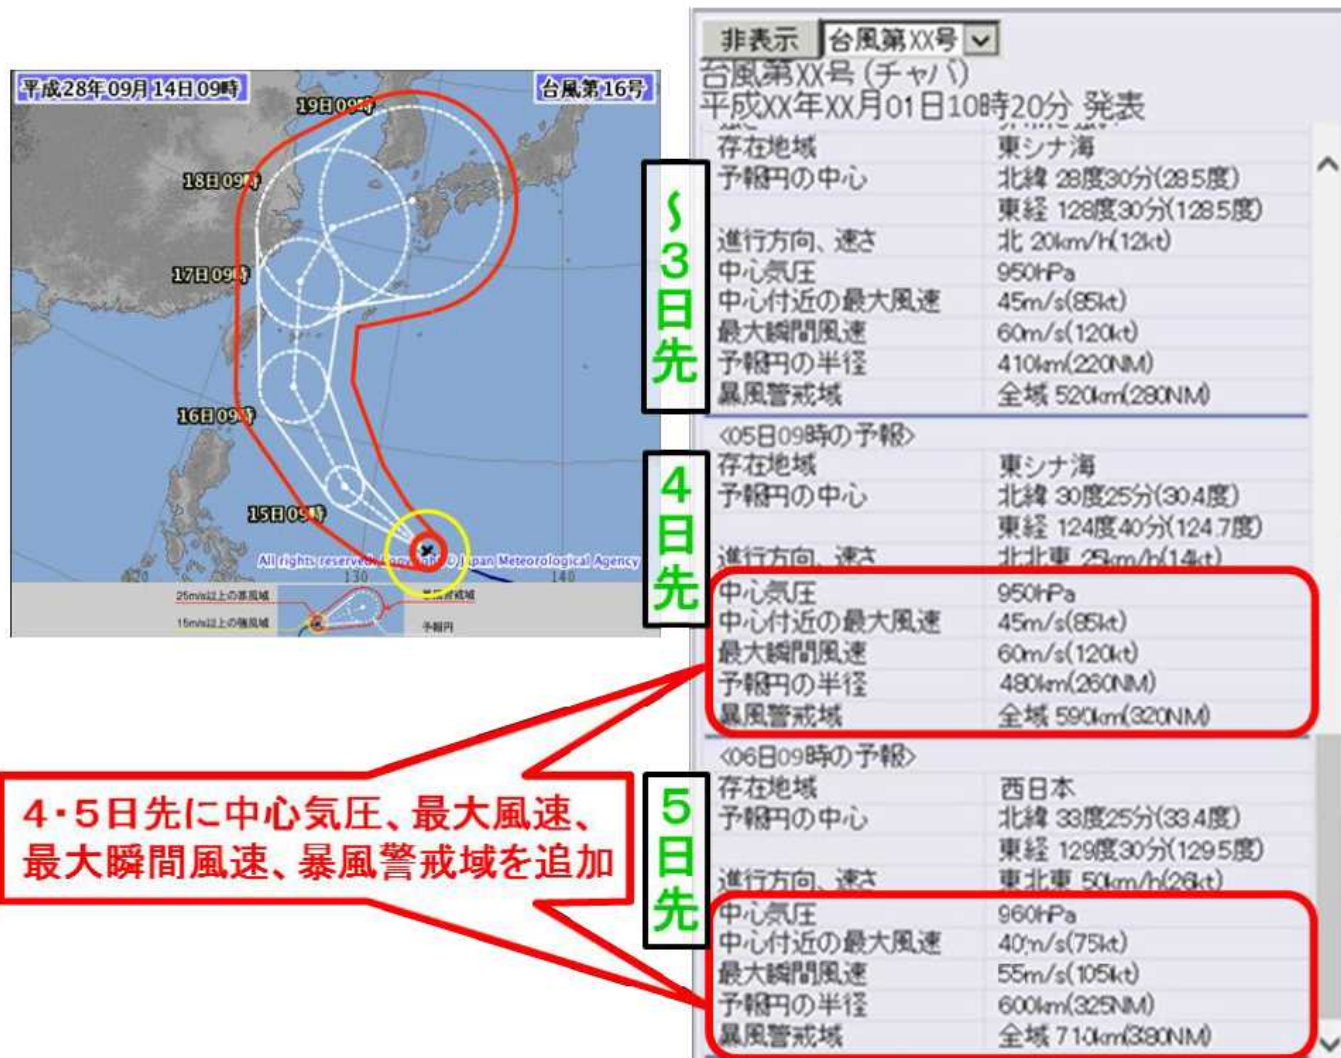 平成28年09月14日09時
台風第16号
19日09時
18日09時
17日09時
16日09時
15日09時
All rights reserved. Copyright © Japan Meteorological Agency
120
130
140
25m/s以上の暴風域
暴風警戒域
15m/s以上の強風域
予報円
4・5日先に中心気圧、最大風速、
最大瞬間風速、暴風警戒域を追加
~3日先
4日先
5日先
非表示 台風第XX号
台風第XX号 (チャバ)
平成XX年XX月01日10時20分 発表
存在地域 東シナ海
予報円の中心 北緯 28度30分(28.5度)
東経 128度30分(128.5度)
進行方向、速さ 北 20km/h(12kt)
中心気圧 950hPa
中心付近の最大風速 45m/s(85kt)
最大瞬間風速 60m/s(120kt)
予報円の半径 410km(220NM)
暴風警戒域 全域 520km(280NM)
<05日09時の予報>
存在地域 東シナ海
予報円の中心 北緯 30度25分(30.4度)
東経 124度40分(124.7度)
進行方向、速さ 北北東 25km/h(14kt)
中心気圧 950hPa
中心付近の最大風速 45m/s(85kt)
最大瞬間風速 60m/s(120kt)
予報円の半径 480km(260NM)
暴風警戒域 全域 590km(320NM)
<06日09時の予報>
存在地域 西日本
予報円の中心 北緯 33度25分(33.4度)
東経 129度30分(129.5度)
進行方向、速さ 東北東 50km/h(26kt)
中心気圧 960hPa
中心付近の最大風速 40m/s(75kt)
最大瞬間風速 55m/s(105kt)
予報円の半径 600km(325NM)
暴風警戒域 全域 710km(380NM)